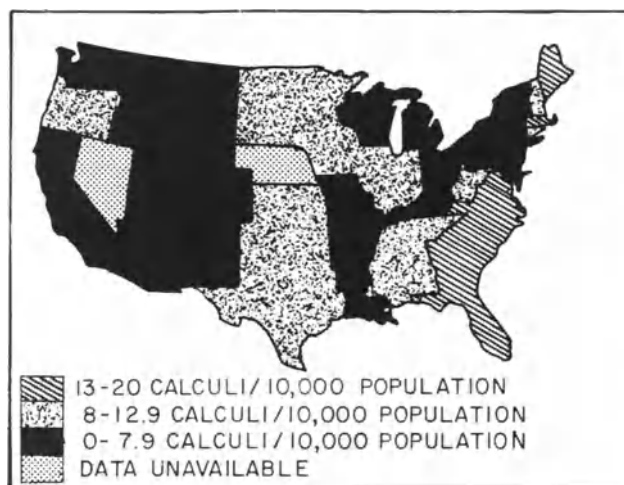 13-20 CALCULI/10,000 POPULATION
8-12.9 CALCULI/10,000 POPULATION
0-7.9 CALCULI/10,000 POPULATION
DATA UNAVAILABLE